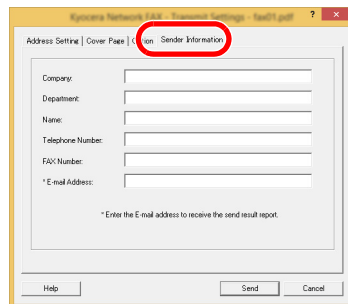 Kyocera Network FAX - Transmit Settings - fax01.pdf ? ×
Address Setting Cover Page Sender Information
Company:
Department:
Name:
Telephone Number:
FAX Number:
* E-mail Address:
* Enter the E-mail address to receive the send result report.
Help Send Cancel